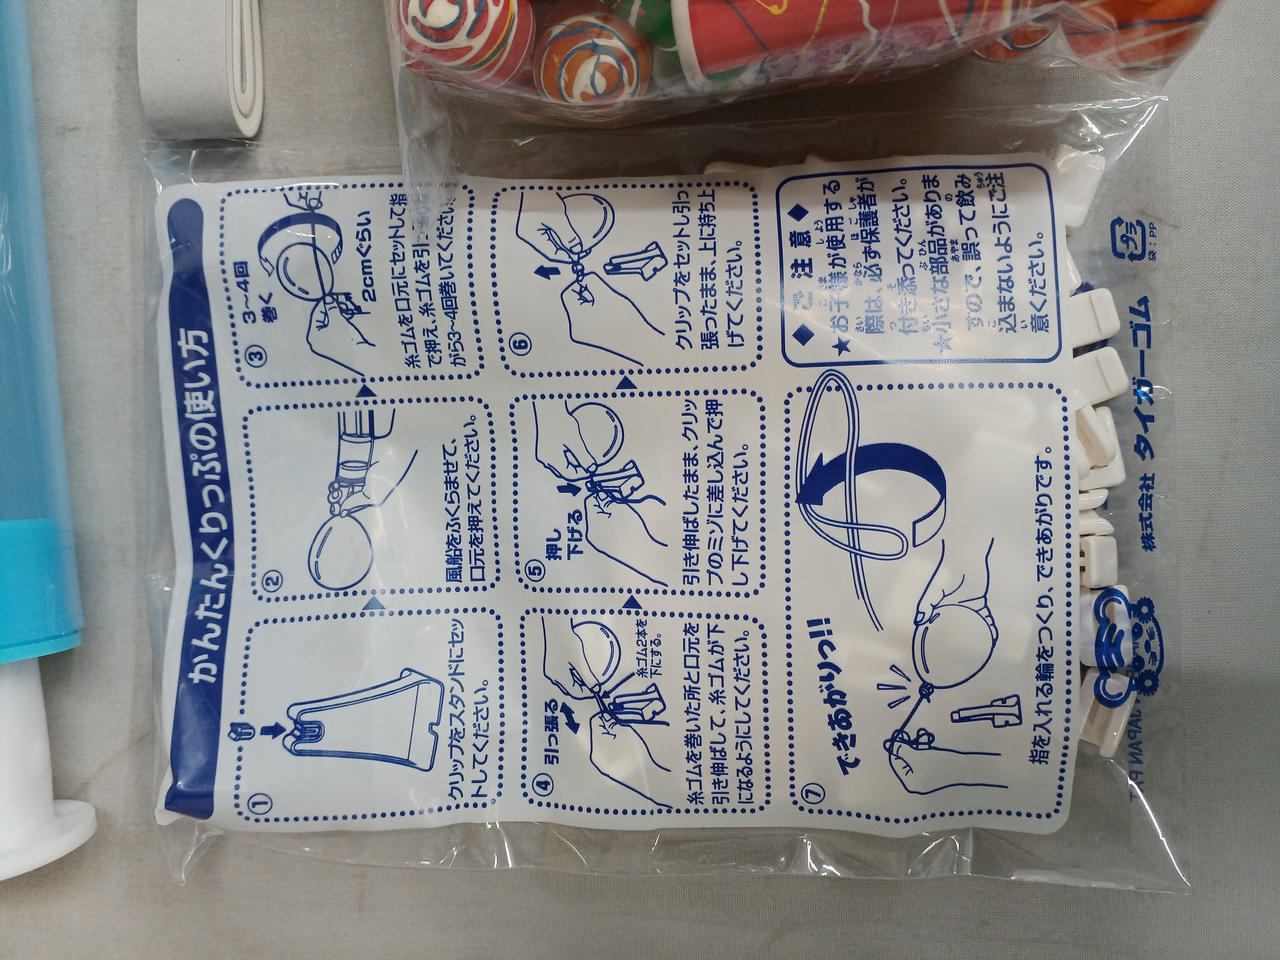 かんたんくりっぷの使い方
①
クリップをスタンドにセッ
トしてください。
②
風船をふくらませて、
口元を押えてください。
③
3〜4回
巻く
2cmぐらい
糸ゴムを口元にセットして指
で押え、糸ゴムを引
がら3〜4回巻いてください。
④
引っ張る
糸ゴム2本を
下にする。
糸ゴムを巻いた所と口元を
引き伸ばして、糸ゴムが下
になるようにしてください。
⑤
押し
下げる
引き伸ばしたまま、クリッ
プのミゾに差し込んで押
し下げてください。
⑥
クリップをセットし引っ
張ったまま、上に持ち上
げてください。
⑦
できあがりっ!!
指を入れる輪をつくり、できあがりです。
◆ご注意◆
★お子様が使用する
際は、必ず保護者が
付き添ってください。
★小さな部品がありま
すので、誤って飲み
込まないようにご注
意ください。
プラ
袋:PP
株式会社 タイガーゴム